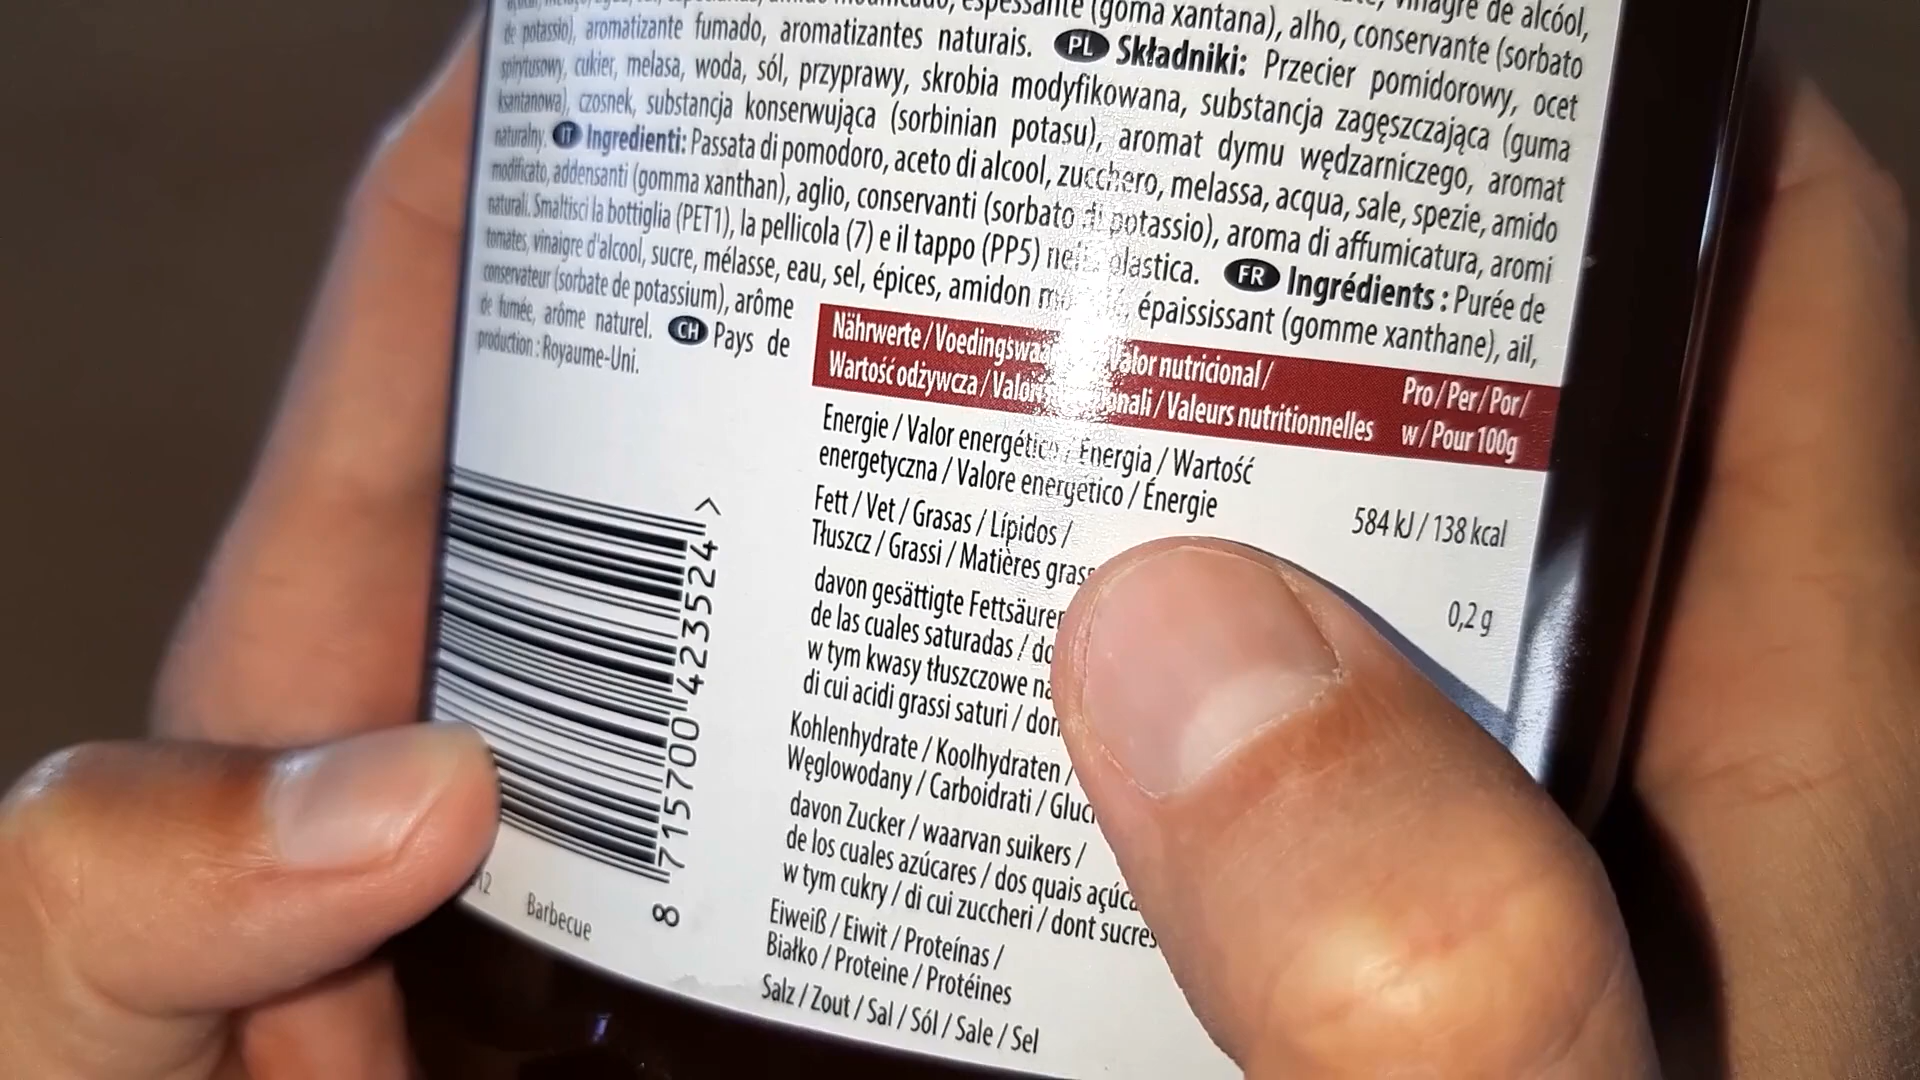 espessante (goma xantana), alho, conservante (sorbato
de potássio), aromatizante fumado, aromatizantes naturais. PL Składniki: Przecier pomidorowy, ocet
spirytusowy, cukier, melasa, woda, sól, przyprawy, skrobia modyfikowana, substancja zagęszczająca (guma
ksantanowa), czosnek, substancja konserwująca (sorbinian potasu), aromat dymu wędzarniczego, aromat
naturalny. IT Ingredienti: Passata di pomodoro, aceto di alcool, zucchero, melassa, acqua, sale, spezie, amido
modificato, addensanti (gomma xanthan), aglio, conservanti (sorbato di potassio), aroma di affumicatura, aromi
naturali. Smaltisci la bottiglia (PET1), la pellicola (7) e il tappo (PP5) plastica. FR Ingrédients : Purée de
tomates, vinaigre d'alcool, sucre, mélasse, eau, sel, épices, amidon épaississant (gomme xanthane), ail,
conservateur (sorbate de potassium), arôme
de fumée, arôme naturel. CH Pays de
production : Royaume-Uni.
Nährwerte / valor nutricional /
Wartość odżywcza / / Valeurs nutritionnelles
Pro / Per / Por /
w / Pour 100g
Energie / Valor energético / Energia / Wartość
energetyczna / Valore energetico / Énergie
584 kJ / 138 kcal
Fett / Vet / Grasas / Lípidos /
Tłuszcz / Grassi / Matières
0,2 g
davon gesättigte
de las cuales saturadas /
w tym kwasy tłuszczowe
di cui acidi grassi saturi /
Kohlenhydrate / Koolhydraten /
Węglowodany / Carboidrati /
davon Zucker / waarvan suikers /
de los cuales azúcares / dos quais
w tym cukry / di cui zuccheri / dont sucres
Eiweiß / Eiwit / Proteínas /
Białko / Proteine / Protéines
Salz / Zout / Sal / Sól / Sale / Sel
8 715700 423524 >
Barbecue